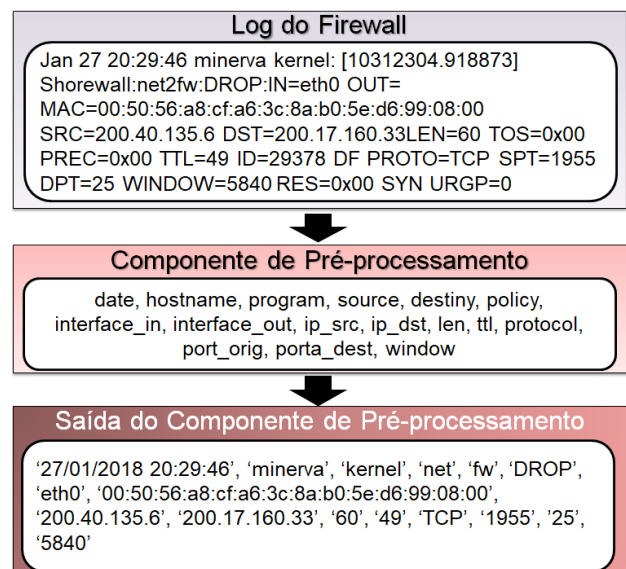 Log do Firewall
Jan 27 20:29:46 minerva kernel: [10312304.918873]
Shorewall:net2fw:DROP:IN=eth0 OUT=
MAC=00:50:56:a8:cf:a6:3c:8a:b0:5e:d6:99:08:00
SRC=200.40.135.6 DST=200.17.160.33LEN=60 TOS=0x00
PREC=0x00 TTL=49 ID=29378 DF PROTO=TCP SPT=1955
DPT=25 WINDOW=5840 RES=0x00 SYN URGP=0
Componente de Pré-processamento
date, hostname, program, source, destiny, policy,
interface_in, interface_out, ip_src, ip_dst, len, ttl, protocol,
port_orig, porta_dest, window
Saída do Componente de Pré-processamento
‘27/01/2018 20:29:46’, ‘minerva’, ‘kernel’, ‘net’, ‘fw’, ‘DROP’,
‘eth0’, ‘00:50:56:a8:cf:a6:3c:8a:b0:5e:d6:99:08:00’,
‘200.40.135.6’, ‘200.17.160.33’, ‘60’, ‘49’, ‘TCP’, ‘1955’, ’25’,
‘5840’